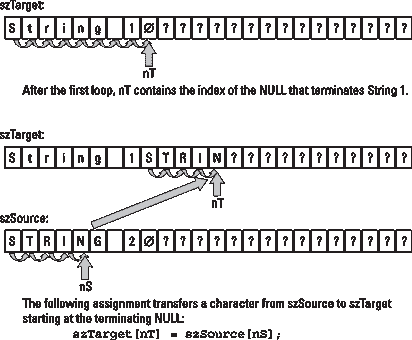 szTarget:
S t r i n g 1 Ø ? ? ? ? ? ? ? ? ? ? ? ? ? ? ?
nT
After the first loop, nT contains the index of the NULL that terminates String 1.
szTarget:
S t r i n g 1 S T R I N ? ? ? ? ? ? ? ? ? ? ?
nT
szSource:
S T R I N G 2 Ø ? ? ? ? ? ? ? ? ? ? ? ? ? ? ?
nS
The following assignment transfers a character from szSource to szTarget
starting at the terminating NULL:
szTarget[nT] = szSource[nS];